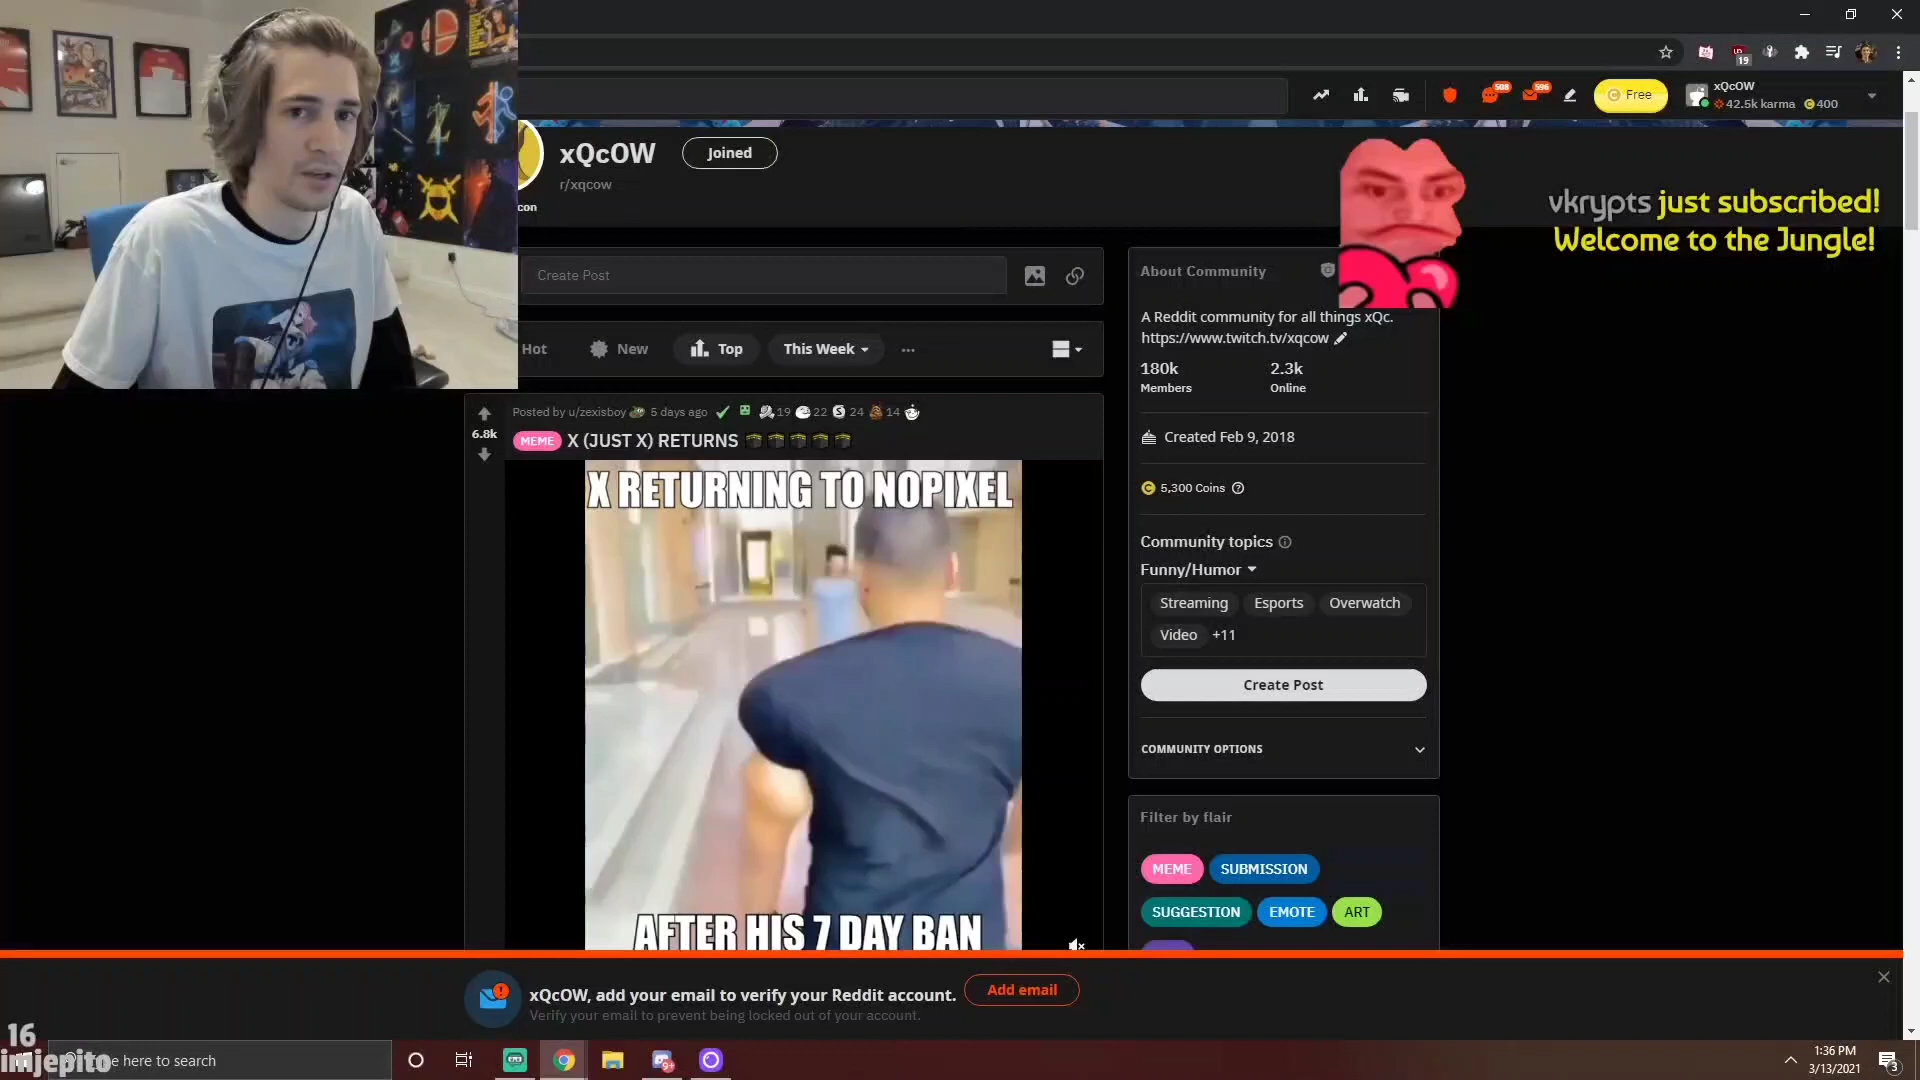 19
508
596
Free
xQcOW
42.5k karma
400
xQcOW
Joined
r/xqcow
con
vkrypts just subscribed!
Welcome to the Jungle!
Create Post
Hot
New
Top
This Week
About Community
A Reddit community for all things xQc.
https://www.twitch.tv/xqcow
180k
2.3k
Members
Online
Created Feb 9, 2018
5,300 Coins
Community topics
Funny/Humor
Streaming
Esports
Overwatch
Video
+11
Create Post
COMMUNITY OPTIONS
Filter by flair
MEME
SUBMISSION
SUGGESTION
EMOTE
ART
6.8k
Posted by u/zexisboy 5 days ago 19 22 24 14
MEME X (JUST X) RETURNS
X RETURNING TO NOPIXEL
AFTER HIS 7 DAY BAN
xQcOW, add your email to verify your Reddit account.
Add email
Verify your email to prevent being locked out of your account.
16
imjepito
here to search
9+
1:36 PM
3/13/2021
3